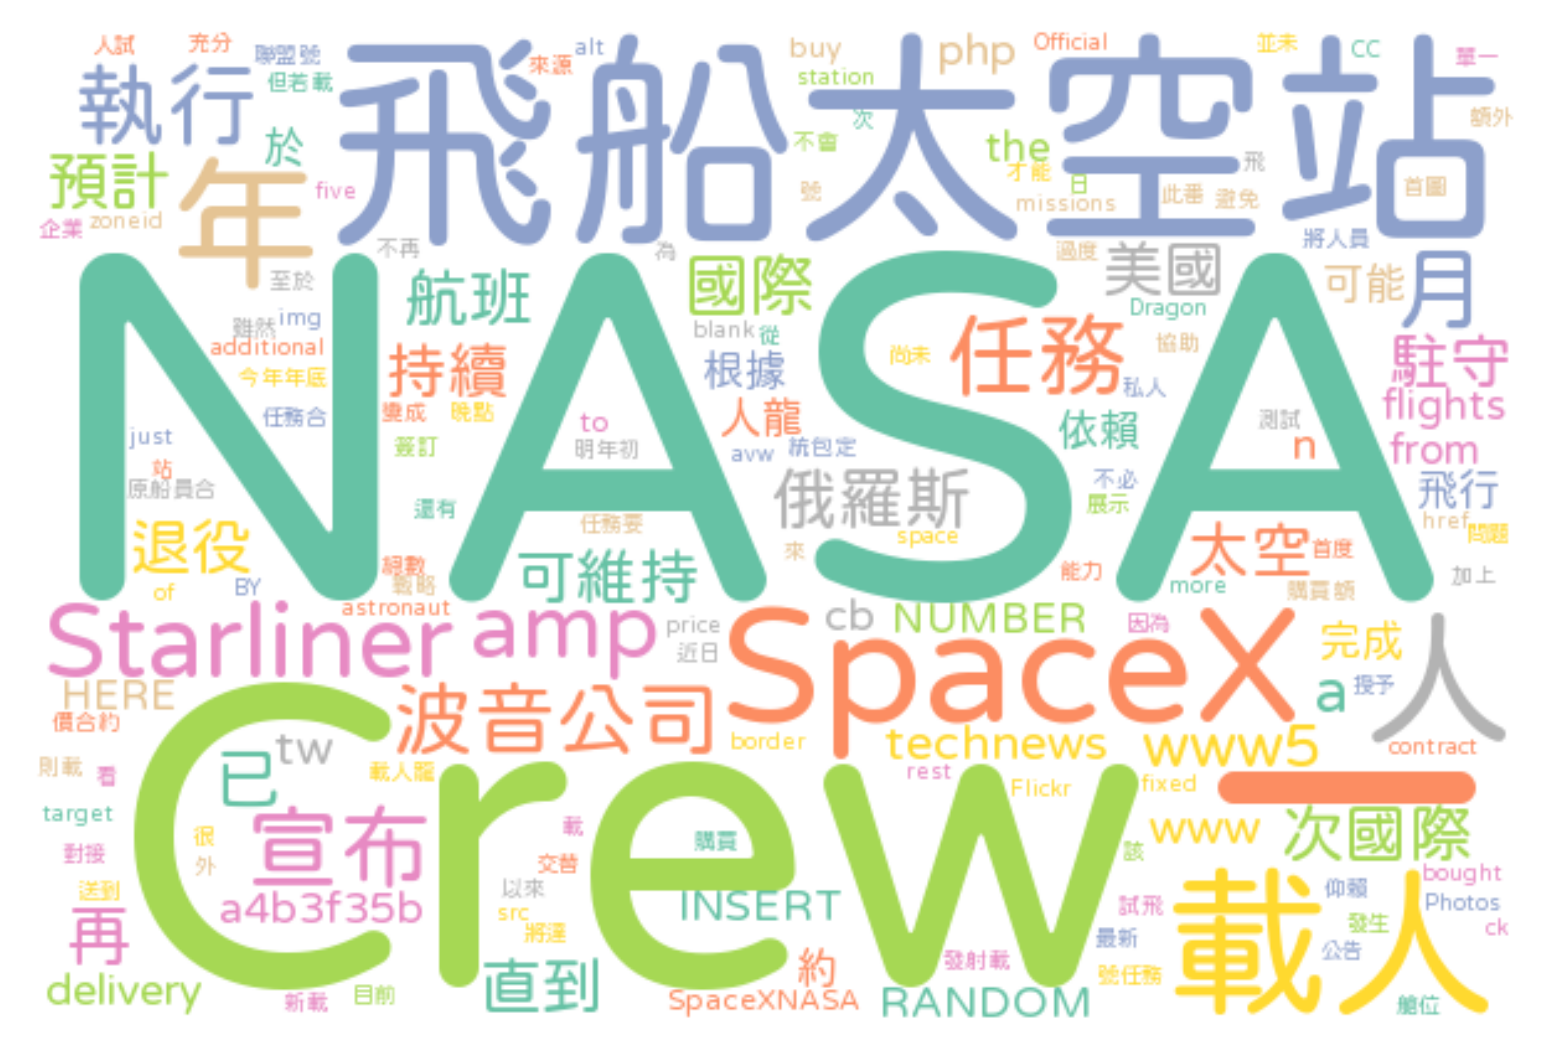 人試 充分 聯盟號 來源 alt buy php Official 並未 CC 單一
執行 但若載 飛船太空站 station 額外
預計 於 年 five 不會 次 the 才能 日 飛 首圖
企業 zoneid 號 missions 此番 避免
不再 為 過度 將人員
至於 航班 國際 美國 可能 月
雖然 img blank 從 Dragon
additional 持續 根據 尚未 任務 協助 駐守
今年年底 NASA 私人
任務合 變成 晚點 to 人龍 依賴 測試 flights
just 簽訂 明年初 avw 統包定 n from
站 原船員合 還有 俄羅斯 不必 展示 飛行
退役 任務要 來 space 太空 首度 href 問題
絕數 戰略 可維持 能力 加上
of BY astronaut more 購買額
Starliner amp price cb NUMBER 因為 完成 人
近日 SpaceX
HERE 波音公司 a 授予
價合約 tw border technews www5 contract
則載 看 已 載人龍 rest Flickr fixed 一
target 很 宣布 載 購買 www 次國際
對接 外 Crew 交替 該
送到 a4b3f35b 以來 INSERT 試飛 載人 仰賴 bought
再 src 將達 最新 發生 Photos
公告 ck
delivery 新載 目前 直到 約 發射載 號任務
SpaceXNASA RANDOM 艙位